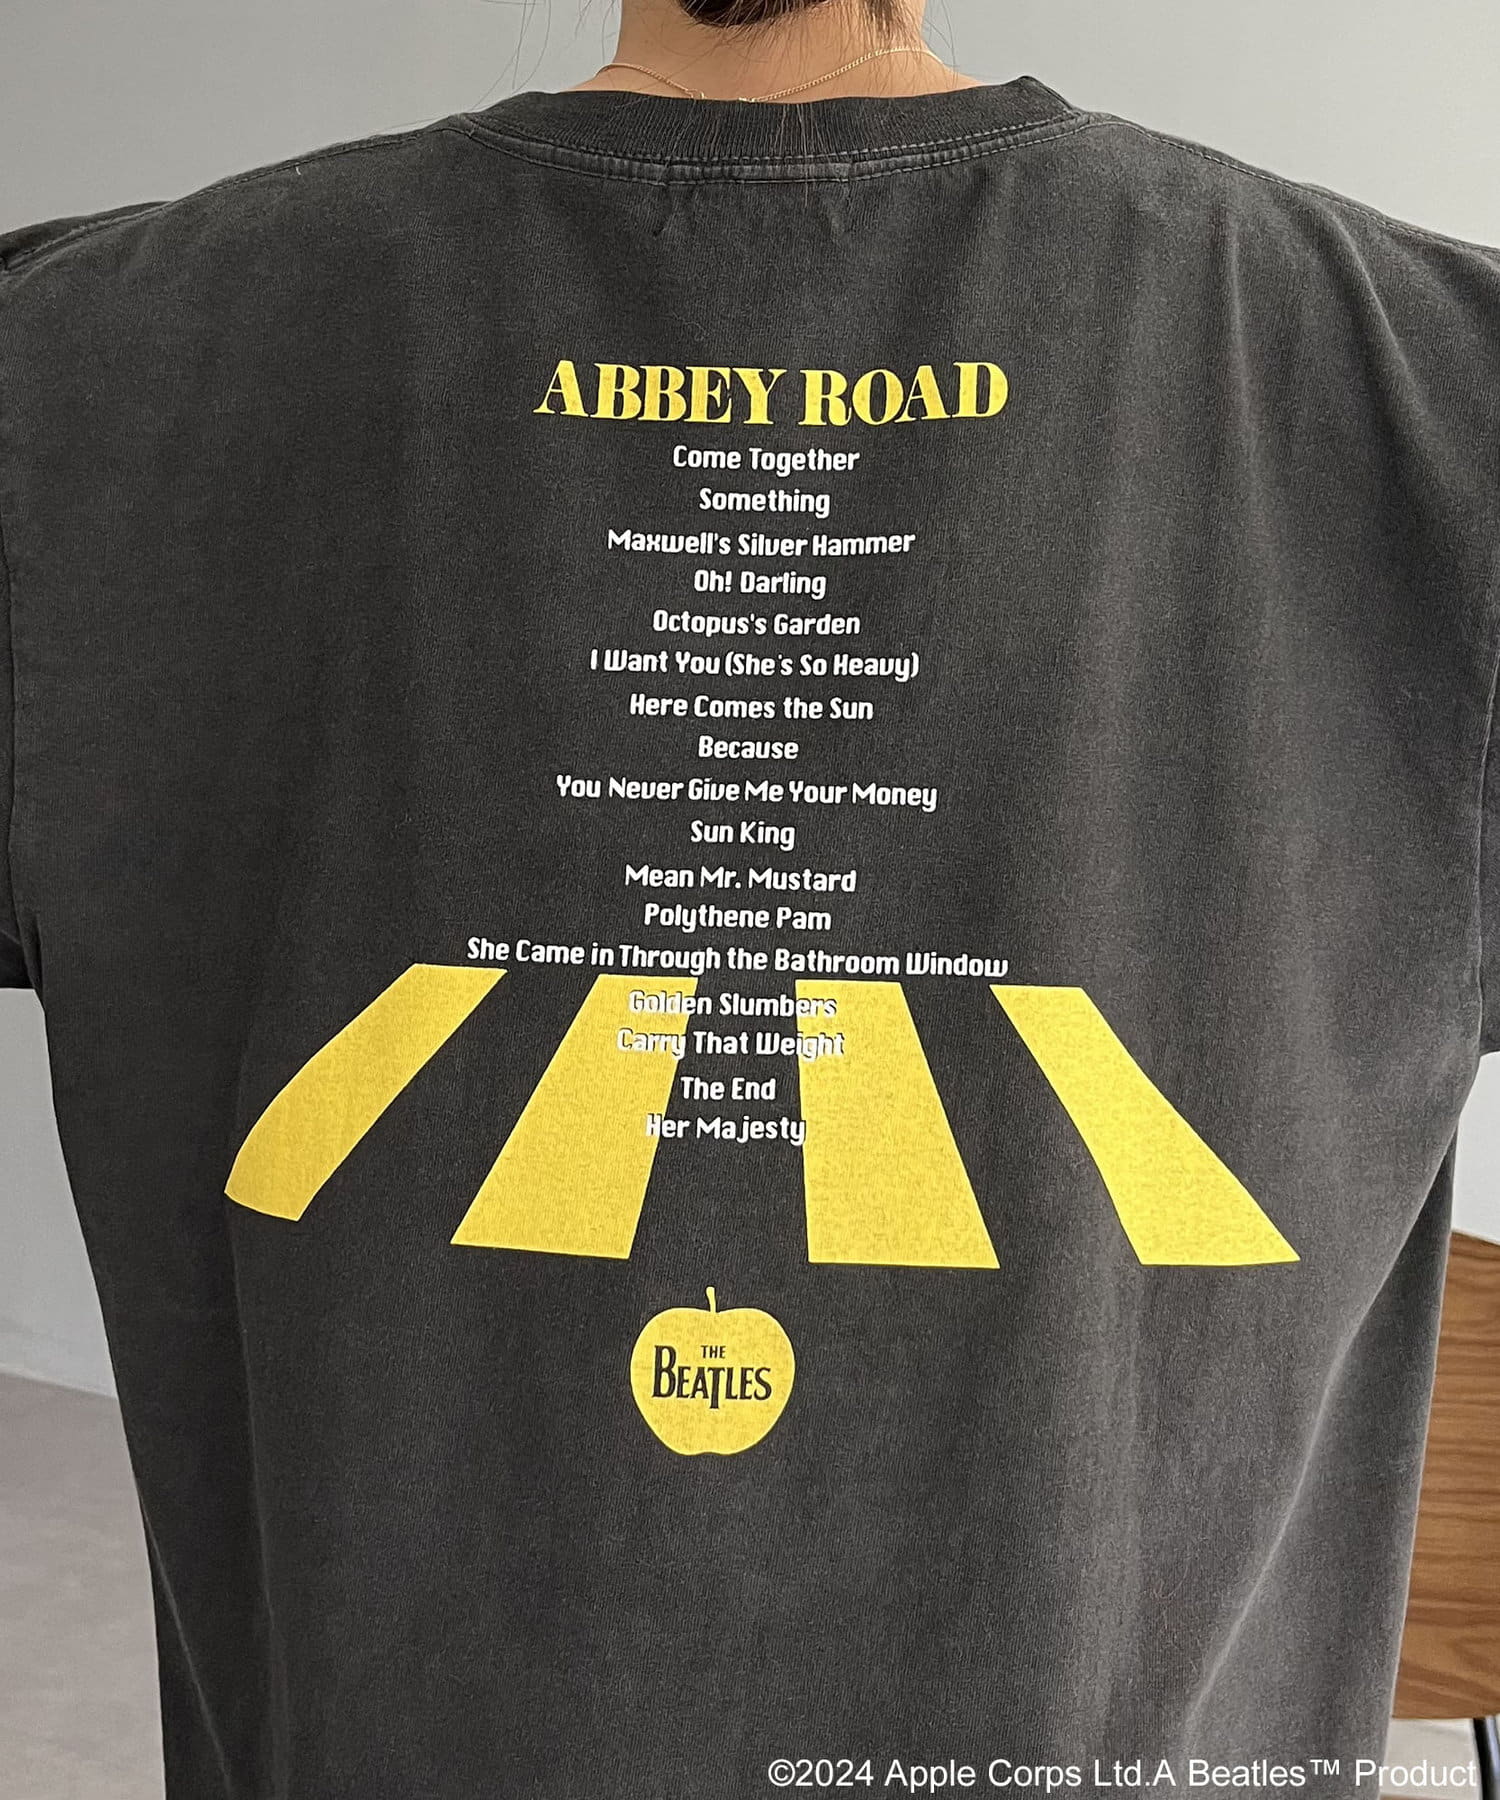 ABBEY ROAD
Come Together
Something
Maxwell's Silver Hammer
Oh! Darling
Octopus's Garden
I Want You (She's So Heavy)
Here Comes the Sun
Because
You Never Give Me Your Money
Sun King
Mean Mr. Mustard
Polythene Pam
She Came in Through the Bathroom Window
Golden Slumbers
Carry That Weight
The End
Her Majesty
THE
BEATLES
©2024 Apple Corps Ltd.A Beatles™ Product